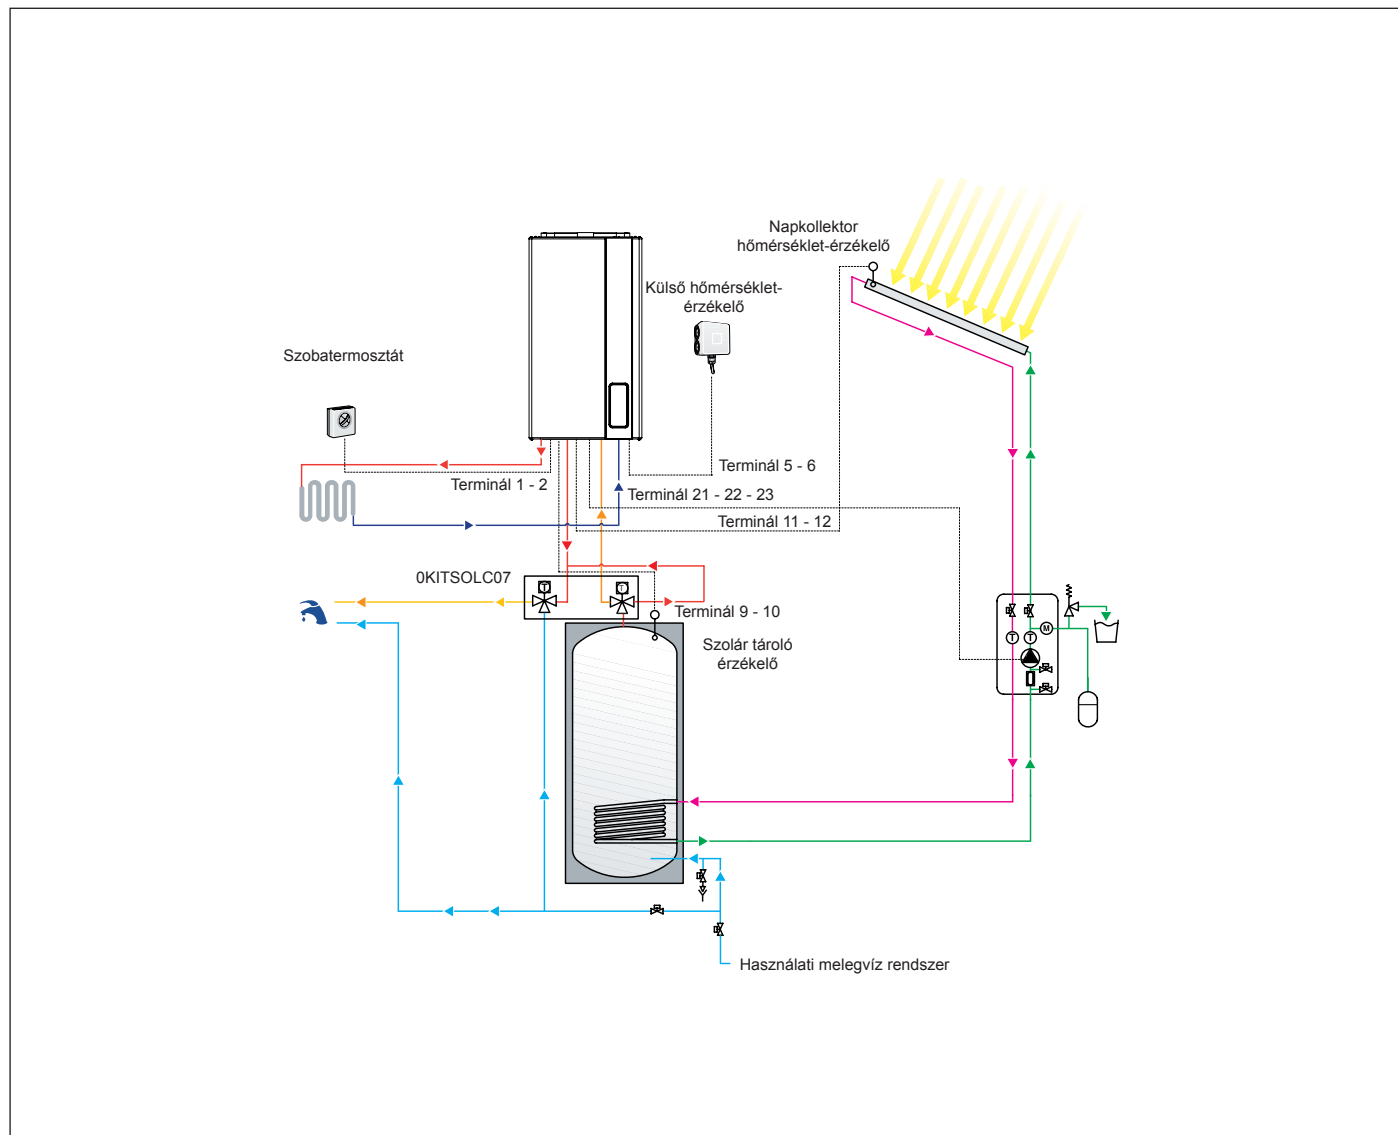 Napkollektor
hőmérséklet-érzékelő
Külső hőmérséklet-
érzékelő
Szobatermosztát
Terminál 5 - 6
Terminál 1 - 2
Terminál 21 - 22 - 23
Terminál 11 - 12
0KITSOLC07
T
T
Terminál 9 - 10
Szolár tároló
érzékelő
T
T
M
Használati melegvíz rendszer